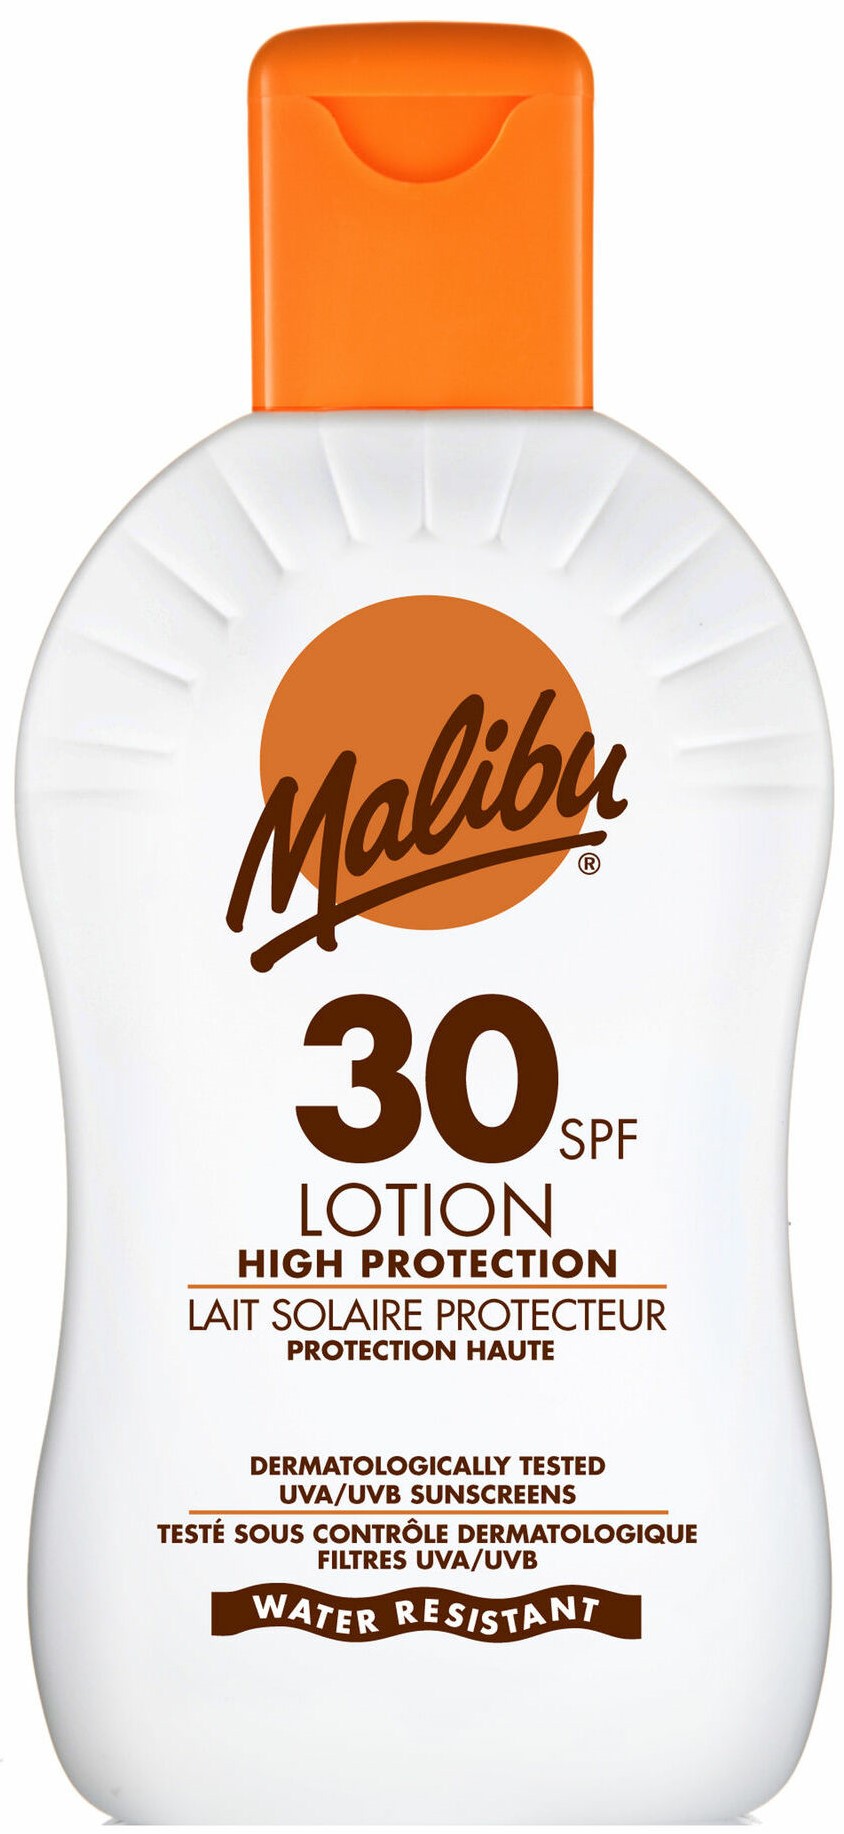 Malibu®
30 SPF
LOTION
HIGH PROTECTION
LAIT SOLAIRE PROTECTEUR
PROTECTION HAUTE
DERMATOLOGICALLY TESTED
UVA/UVB SUNSCREENS
TESTÉ SOUS CONTRÔLE DERMATOLOGIQUE
FILTRES UVA/UVB
WATER RESISTANT